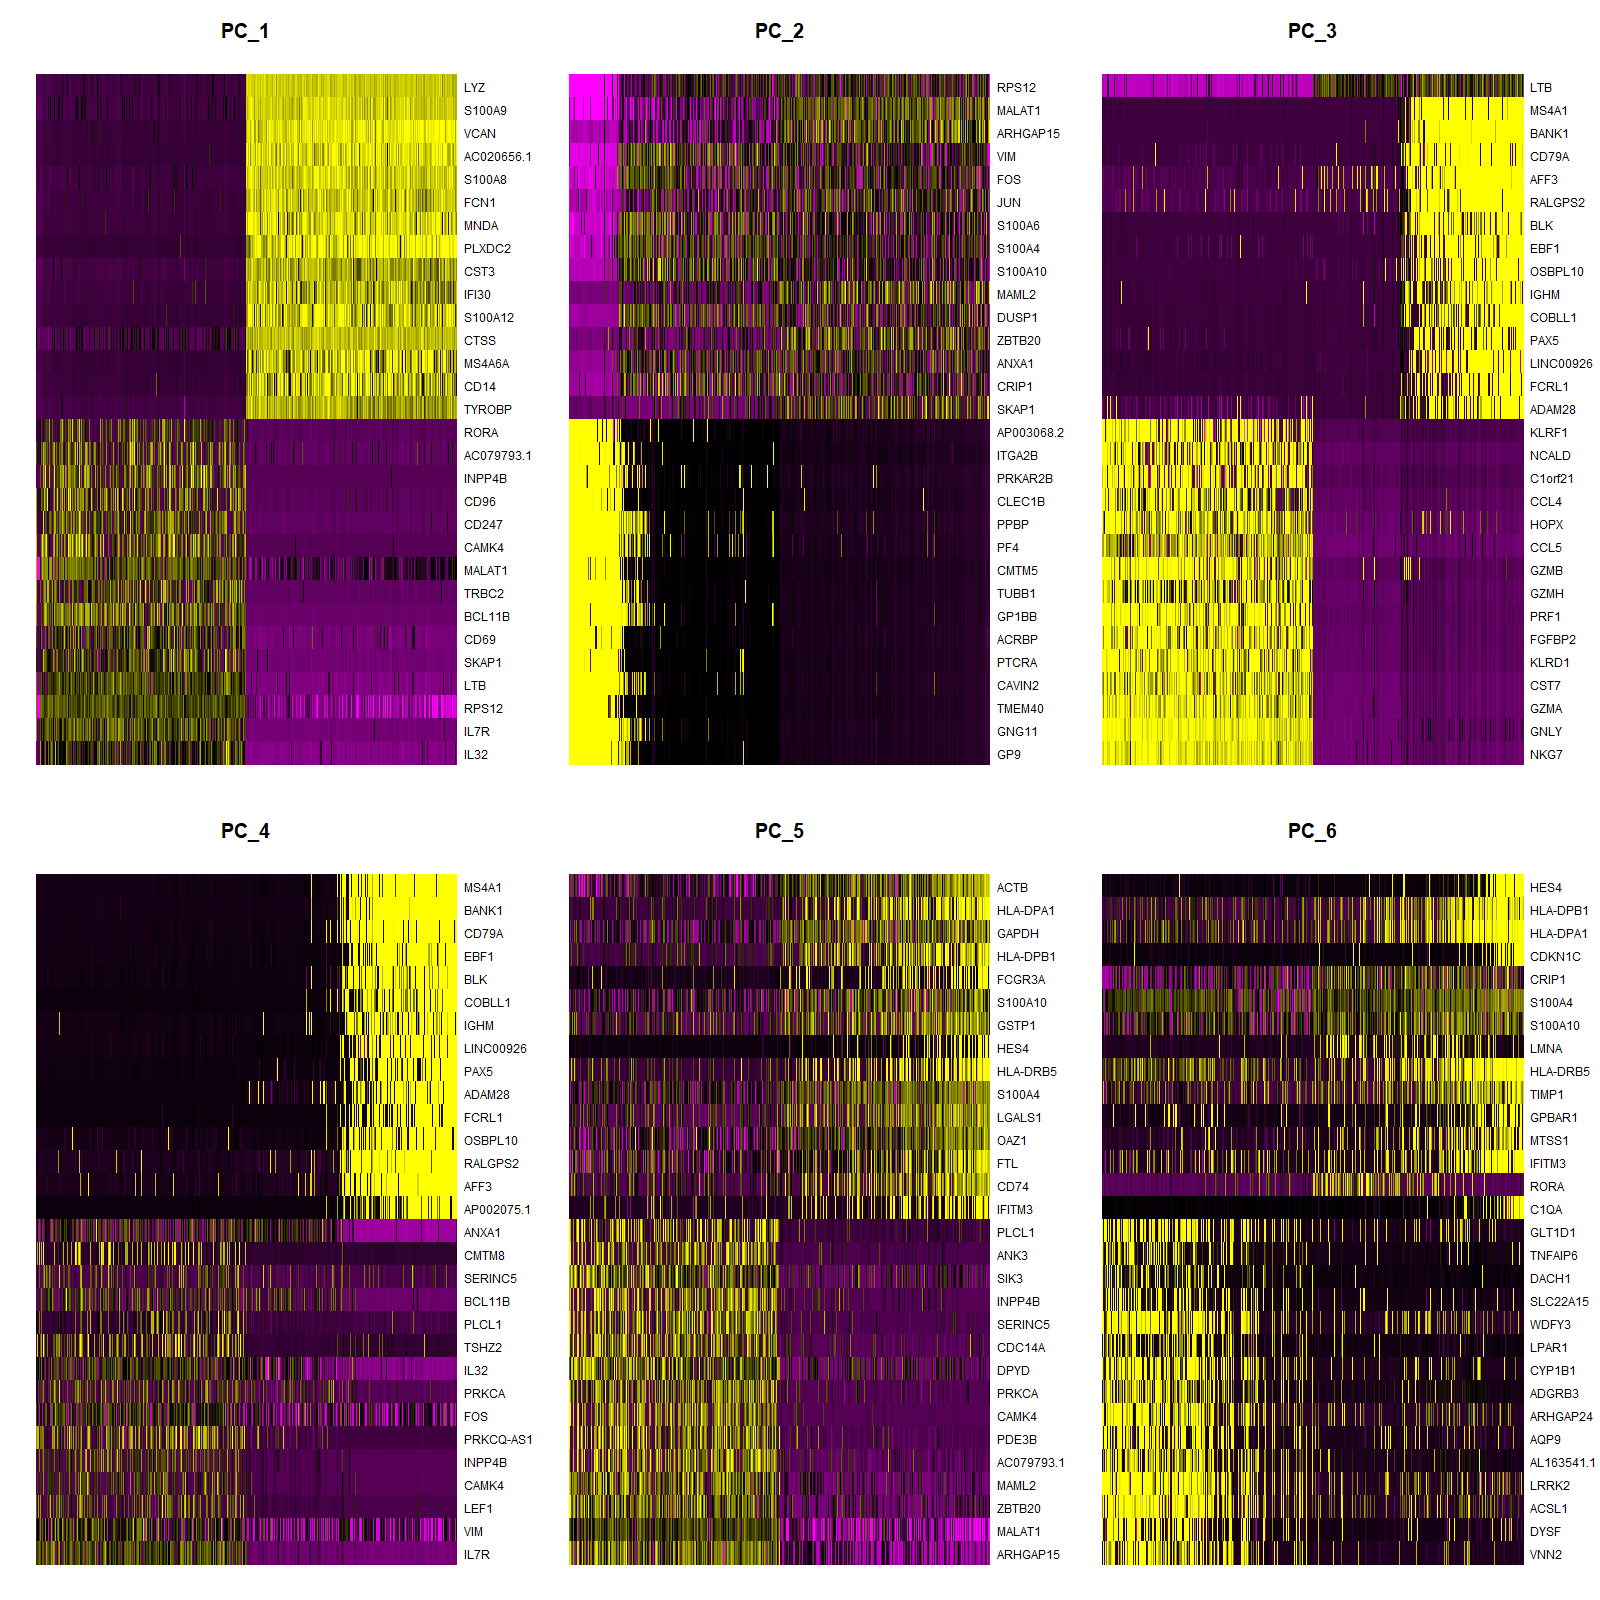 PC_1
LYZ
S100A9
VCAN
AC020656.1
S100A8
FCN1
MNDA
PLXDC2
CST3
IFI30
S100A12
CTSS
MS4A6A
CD14
TYROBP
RORA
AC079793.1
INPP4B
CD96
CD247
CAMK4
MALAT1
TRBC2
BCL11B
CD69
SKAP1
LTB
RPS12
IL7R
IL32
PC_2
RPS12
MALAT1
ARHGAP15
VIM
FOS
JUN
S100A6
S100A4
S100A10
MAML2
DUSP1
ZBTB20
ANXA1
CRIP1
SKAP1
AP003068.2
ITGA2B
PRKAR2B
CLEC1B
PPBP
PF4
CMTM5
TUBB1
GP1BB
ACRBP
PTCRA
CAVIN2
TMEM40
GNG11
GP9
PC_3
LTB
MS4A1
BANK1
CD79A
AFF3
RALGPS2
BLK
EBF1
OSBPL10
IGHM
COBLL1
PAX5
LINC00926
FCRL1
ADAM28
KLRF1
NCALD
C1orf21
CCL4
HOPX
CCL5
GZMB
GZMH
PRF1
FGFBP2
KLRD1
CST7
GZMA
GNLY
NKG7
PC_4
MS4A1
BANK1
CD79A
EBF1
BLK
COBLL1
IGHM
LINC00926
PAX5
ADAM28
FCRL1
OSBPL10
RALGPS2
AFF3
AP002075.1
ANXA1
CMTM8
SERINC5
BCL11B
PLCL1
TSHZ2
IL32
PRKCA
FOS
PRKCQ-AS1
INPP4B
CAMK4
LEF1
VIM
IL7R
PC_5
ACTB
HLA-DPA1
GAPDH
HLA-DPB1
FCGR3A
S100A10
GSTP1
HES4
HLA-DRB5
S100A4
LGALS1
OAZ1
FTL
CD74
IFITM3
PLCL1
ANK3
SIK3
INPP4B
SERINC5
CDC14A
DPYD
PRKCA
CAMK4
PDE3B
AC079793.1
MAML2
ZBTB20
MALAT1
ARHGAP15
PC_6
HES4
HLA-DPB1
HLA-DPA1
CDKN1C
CRIP1
S100A4
S100A10
LMNA
HLA-DRB5
TIMP1
GPBAR1
MTSS1
IFITM3
RORA
C1QA
GLT1D1
TNFAIP6
DACH1
SLC22A15
WDFY3
LPAR1
CYP1B1
ADGRB3
ARHGAP24
AQP9
AL163541.1
LRRK2
ACSL1
DYSF
VNN2